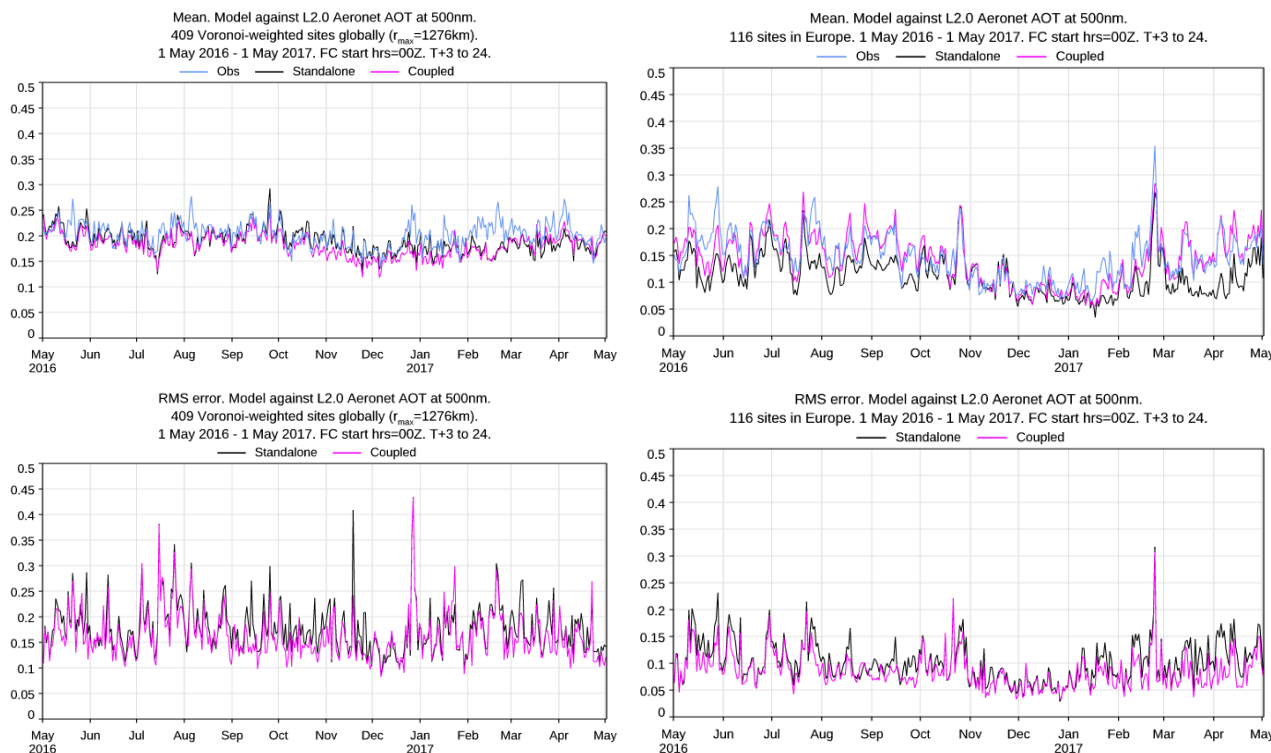 Mean. Model against L2.0 Aeronet AOT at 500nm.
409 Voronoi-weighted sites globally (rmax=1276km).
1 May 2016 - 1 May 2017. FC start hrs=00Z. T+3 to 24.
Obs Standalone Coupled
0.5
0.45
0.4
0.35
0.3
0.25
0.2
0.15
0.1
0.05
0
May Jun Jul Aug Sep Oct Nov Dec Jan Feb Mar Apr May
2016 2017
Mean. Model against L2.0 Aeronet AOT at 500nm.
116 sites in Europe. 1 May 2016 - 1 May 2017. FC start hrs=00Z. T+3 to 24.
Obs Standalone Coupled
0.5
0.45
0.4
0.35
0.3
0.25
0.2
0.15
0.1
0.05
0
May Jun Jul Aug Sep Oct Nov Dec Jan Feb Mar Apr May
2016 2017
RMS error. Model against L2.0 Aeronet AOT at 500nm.
409 Voronoi-weighted sites globally (rmax=1276km).
1 May 2016 - 1 May 2017. FC start hrs=00Z. T+3 to 24.
Standalone Coupled
0.5
0.45
0.4
0.35
0.3
0.25
0.2
0.15
0.1
0.05
0
May Jun Jul Aug Sep Oct Nov Dec Jan Feb Mar Apr May
2016 2017
RMS error. Model against L2.0 Aeronet AOT at 500nm.
116 sites in Europe. 1 May 2016 - 1 May 2017. FC start hrs=00Z. T+3 to 24.
Standalone Coupled
0.5
0.45
0.4
0.35
0.3
0.25
0.2
0.15
0.1
0.05
0
May Jun Jul Aug Sep Oct Nov Dec Jan Feb Mar Apr May
2016 2017